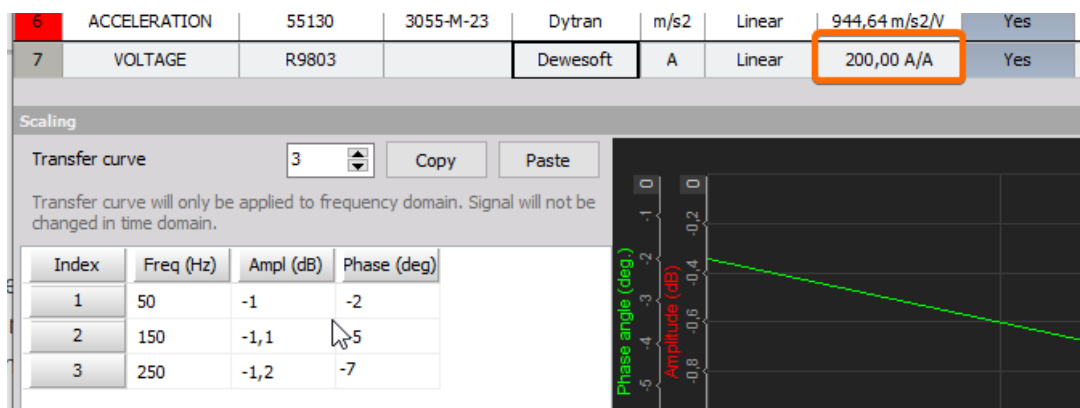 6 ACCELERATION 55130 3055-M-23 Dytran m/s2 Linear 944,64 m/s2/V Yes
7 VOLTAGE R9803 Dewesoft A Linear 200,00 A/A Yes
Scaling
Transfer curve 3 Copy Paste
Transfer curve will only be applied to frequency domain. Signal will not be
changed in time domain.
Index Freq (Hz) Ampl (dB) Phase (deg)
1 50 -1 -2
2 150 -1,1 -5
3 250 -1,2 -7
Phase angle (deg.)
0 -1 -2 -3 -4 -5
Amplitude (dB)
0 -0,2 -0,4 -0,6 -0,8